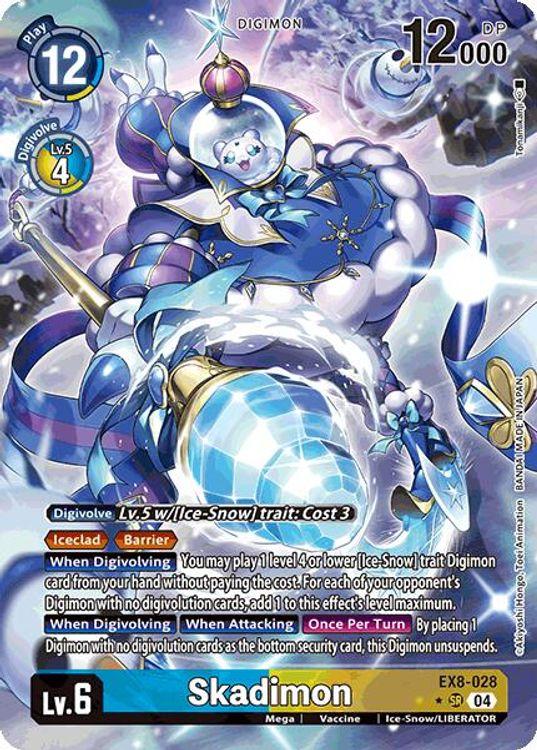 DIGIMON
Play
12
12000
DP
Digivolve
Lv.5
4
Tonamikanji
Digivolve Lv.5 w/[Ice-Snow] trait: Cost 3
Iceclad Barrier
When Digivolving You may play 1 level 4 or lower [Ice-Snow] trait Digimon
card from your hand without paying the cost. For each of your opponent's
Digimon with no digivolution cards, add 1 to this effect's level maximum.
When Digivolving When Attacking Once Per Turn By placing 1
Digimon with no digivolution cards as the bottom security card, this Digimon unsuspends.
©Akiyoshi Hongo, Toei Animation BANDAI MADE IN JAPAN
Lv.6
Skadimon
EX8-028
SR 04
Mega | Vaccine | Ice-Snow/LIBERATOR